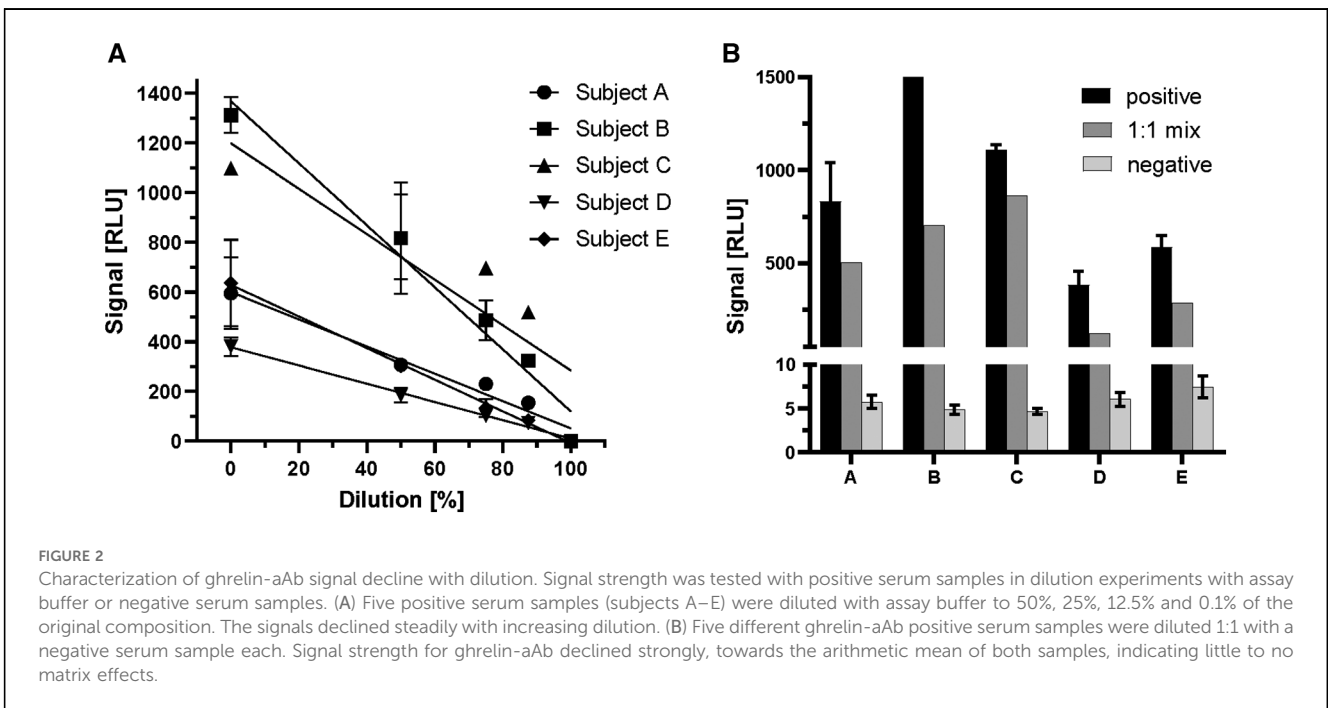 A
Signal [RLU]
1400
1200
1000
800
600
400
200
0
0 20 40 60 80 100
Dilution [%]
Subject A
Subject B
Subject C
Subject D
Subject E
B
Signal [RLU]
1500
1000
500
10
5
0
A B C D E
positive
1:1 mix
negative
FIGURE 2
Characterization of ghrelin-aAb signal decline with dilution. Signal strength was tested with positive serum samples in dilution experiments with assay
buffer or negative serum samples. (A) Five positive serum samples (subjects A–E) were diluted with assay buffer to 50%, 25%, 12.5% and 0.1% of the
original composition. The signals declined steadily with increasing dilution. (B) Five different ghrelin-aAb positive serum samples were diluted 1:1 with a
negative serum sample each. Signal strength for ghrelin-aAb declined strongly, towards the arithmetic mean of both samples, indicating little to no
matrix effects.